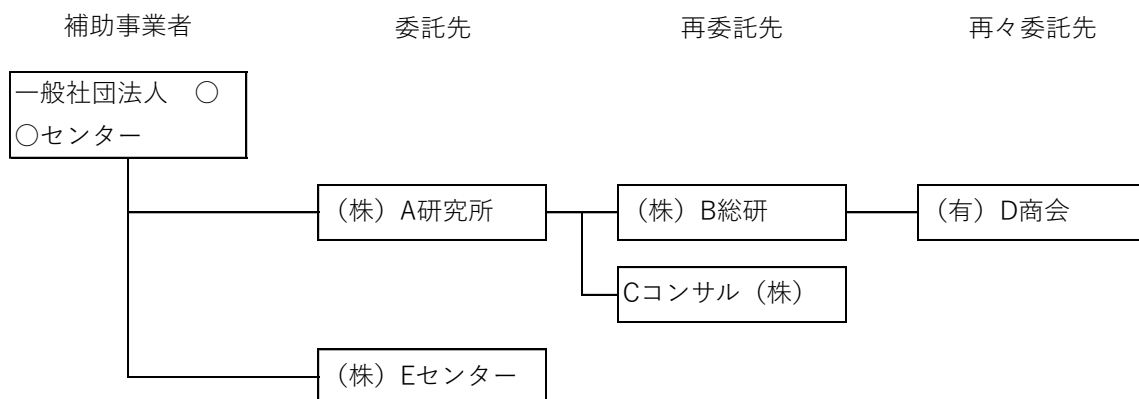 補助事業者 委託先 再委託先 再々委託先
一般社団法人　○
○センター
（株）A研究所 （株）B総研 （有）D商会
Cコンサル（株）
（株）Eセンター